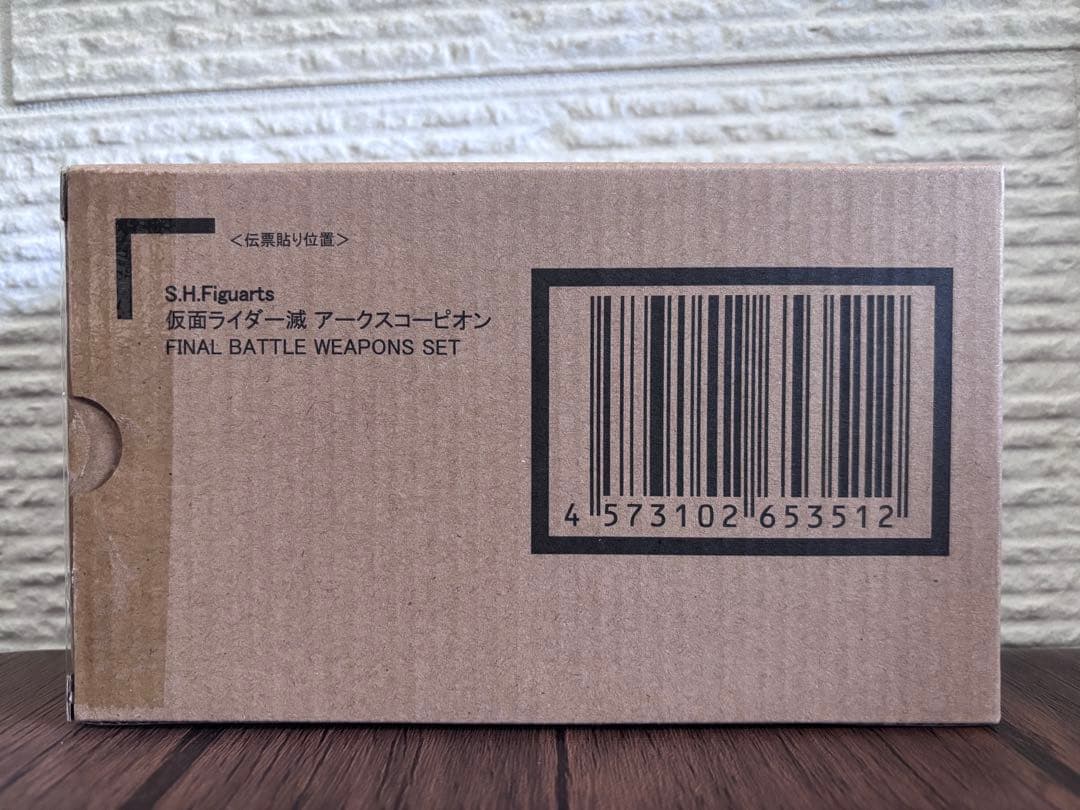 ＜伝票貼り位置＞
S.H.Figuarts
仮面ライダー滅 アークスコーピオン
FINAL BATTLE WEAPONS SET
4 573102 653512